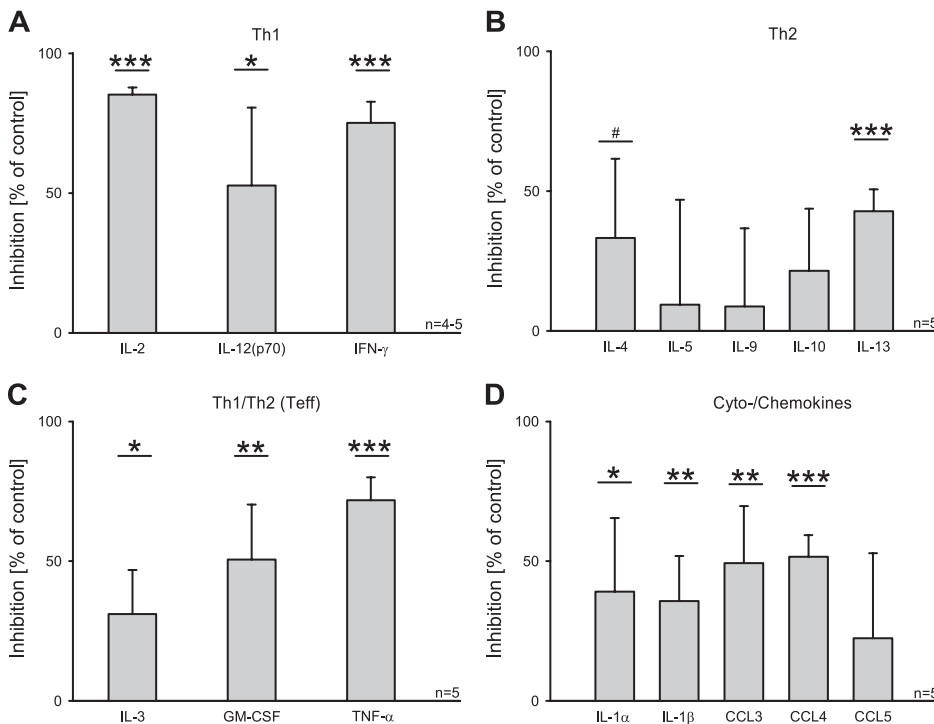 A
Th1
Inhibition [% of control]
100
50
0
***
*
***
IL-2
IL-12(p70)
IFN-γ
n=4-5
B
Th2
Inhibition [% of control]
100
50
0
#
***
IL-4
IL-5
IL-9
IL-10
IL-13
n=5
C
Th1/Th2 (Teff)
Inhibition [% of control]
100
50
0
*
**
***
IL-3
GM-CSF
TNF-α
n=5
D
Cyto-/Chemokines
Inhibition [% of control]
100
50
0
*
**
**
***
IL-1α
IL-1β
CCL3
CCL4
CCL5
n=5